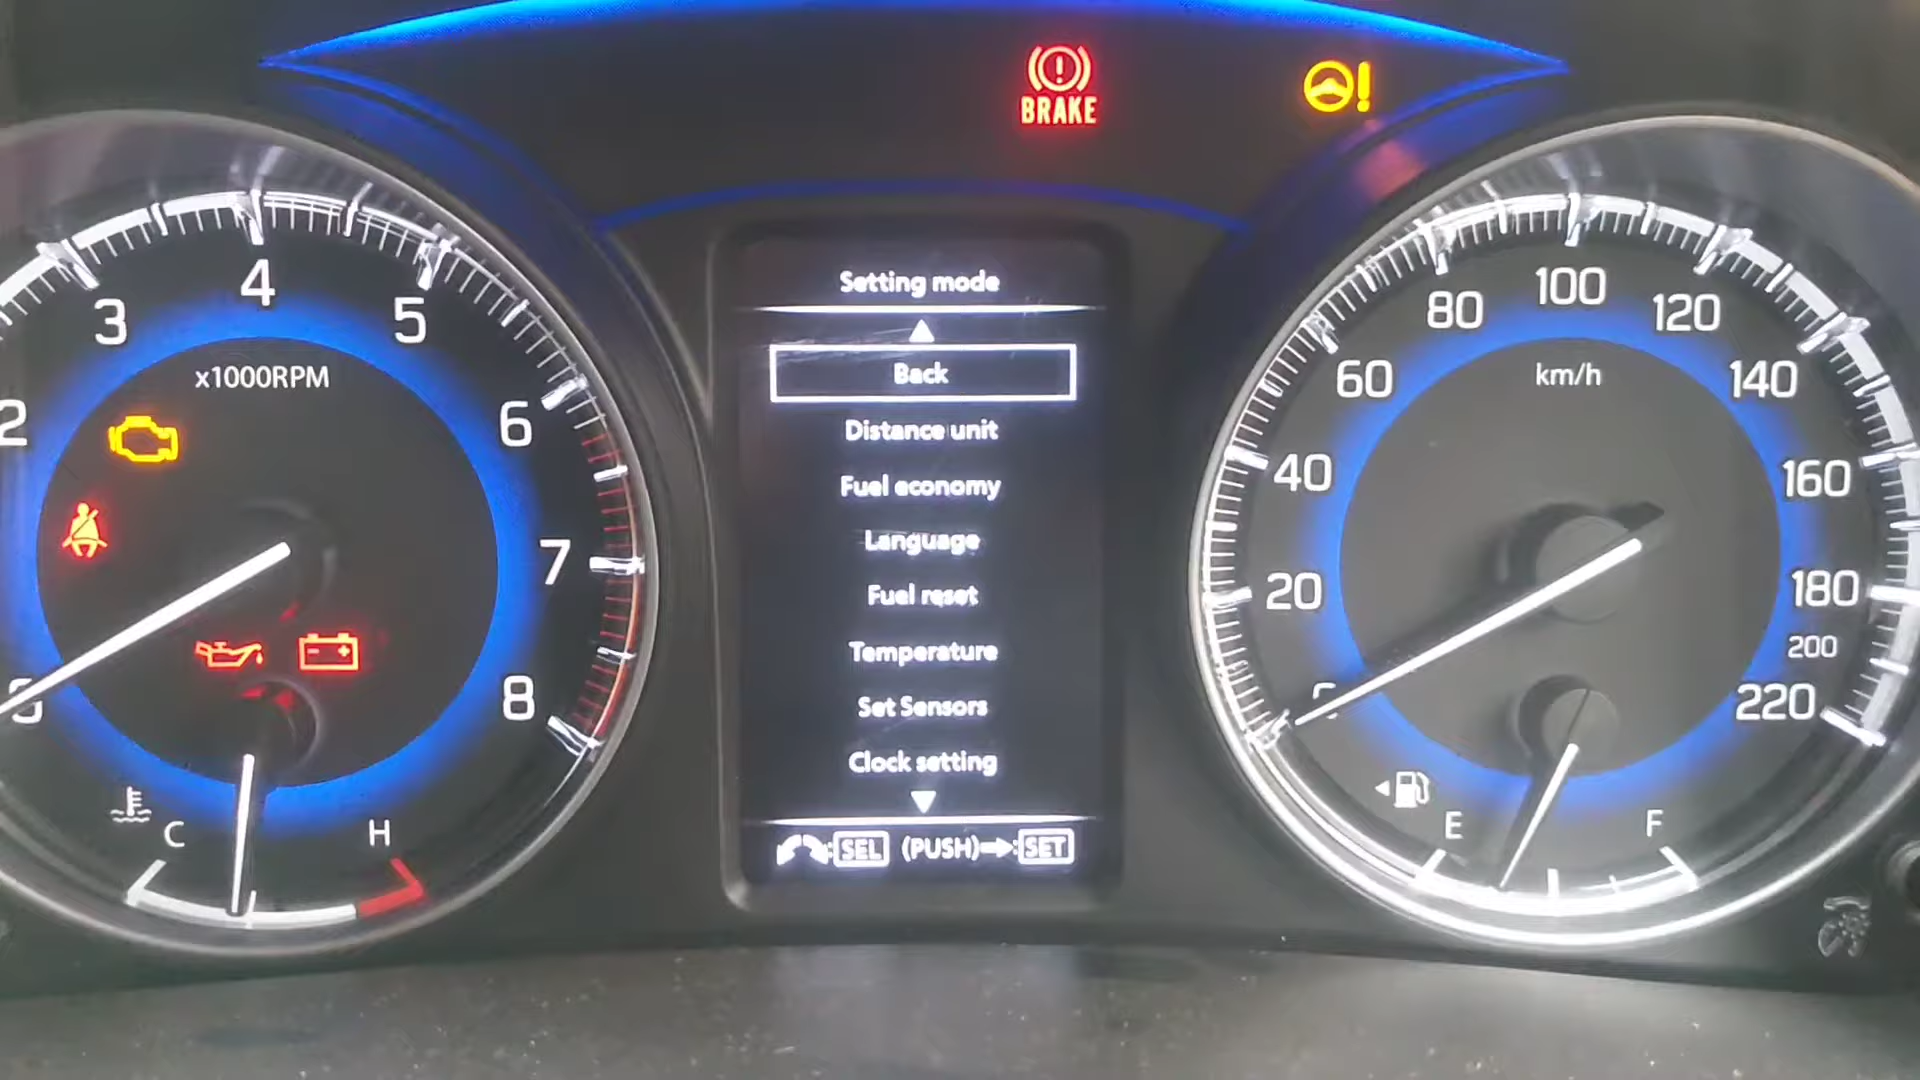 BRAKE
2
3
4
5
6
7
8
x1000RPM
C
H
Setting mode
Back
Distance unit
Fuel economy
Language
Fuel reset
Temperature
Set Sensors
Clock setting
:SEL (PUSH) :SET
km/h
20
40
60
80
100
120
140
160
180
200
220
E
F